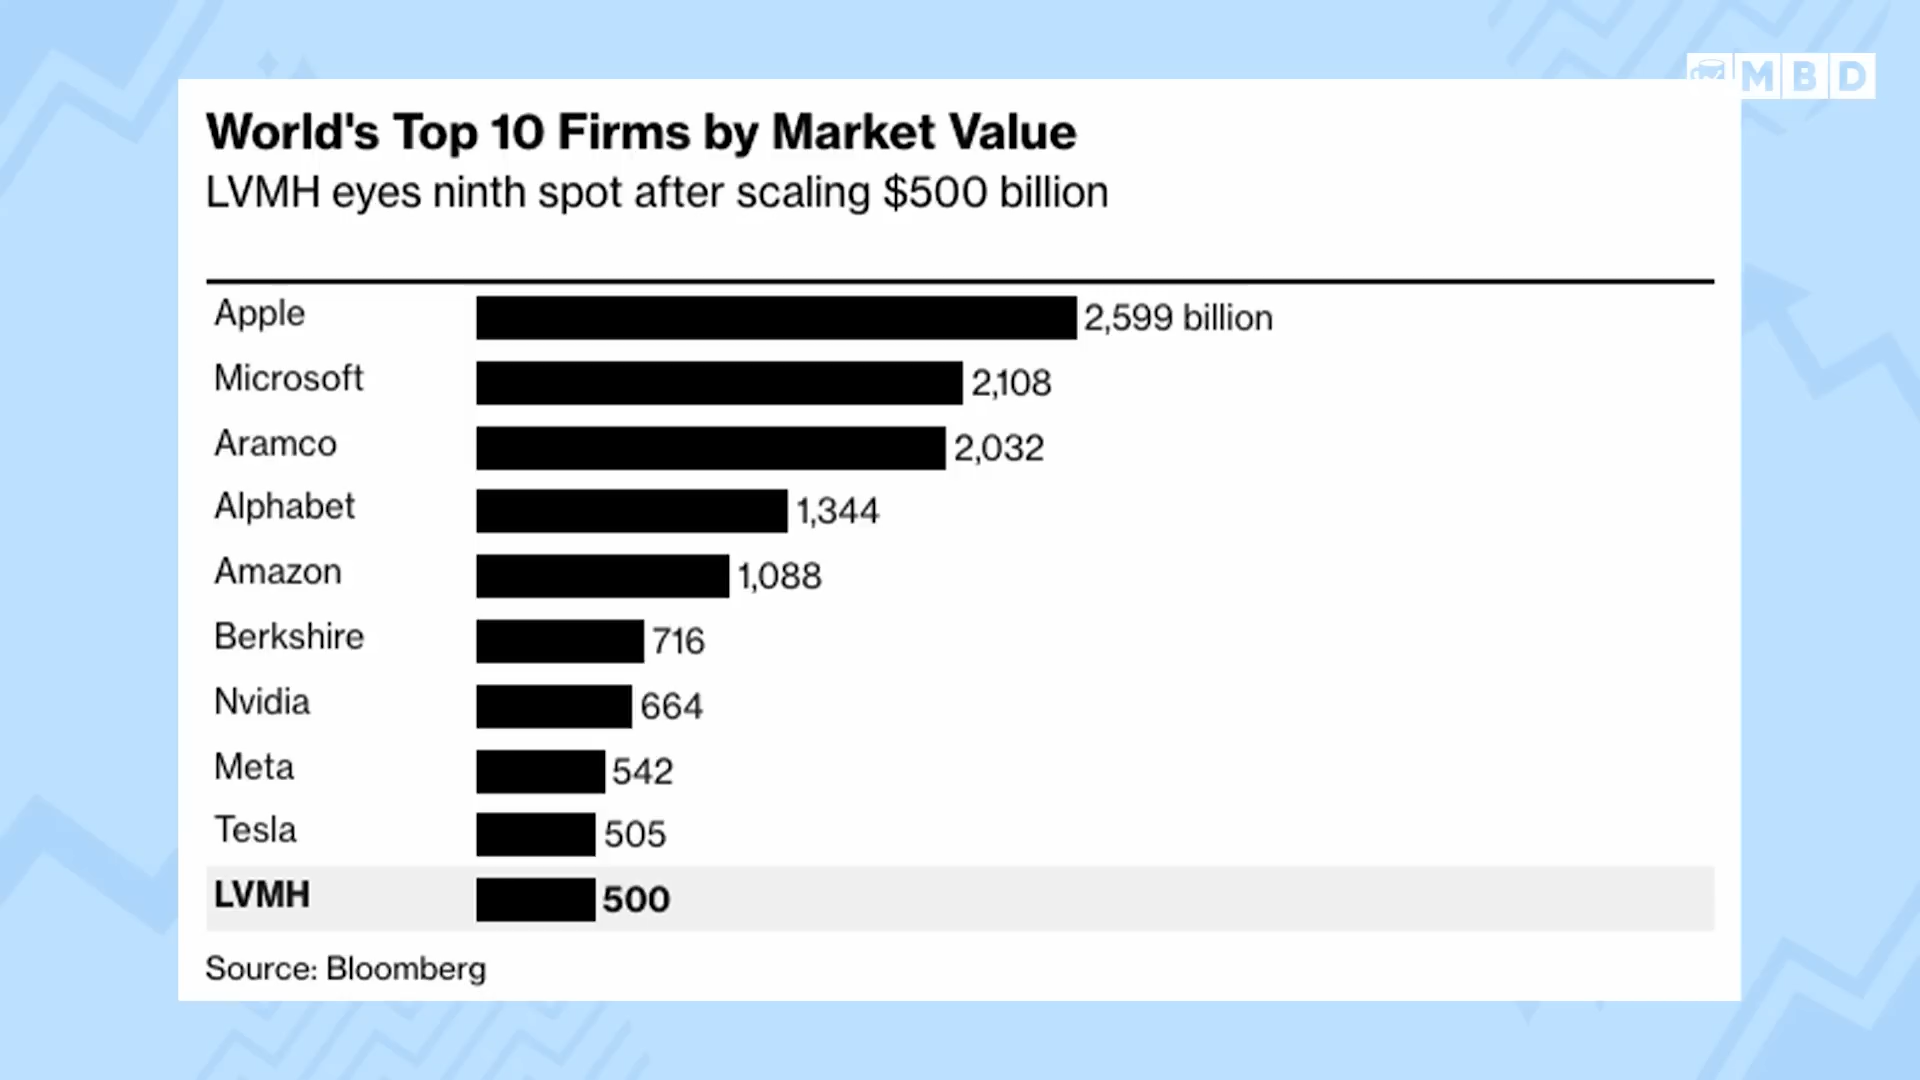 MBD
World's Top 10 Firms by Market Value
LVMH eyes ninth spot after scaling $500 billion
Apple 2,599 billion
Microsoft 2,108
Aramco 2,032
Alphabet 1,344
Amazon 1,088
Berkshire 716
Nvidia 664
Meta 542
Tesla 505
LVMH 500
Source: Bloomberg